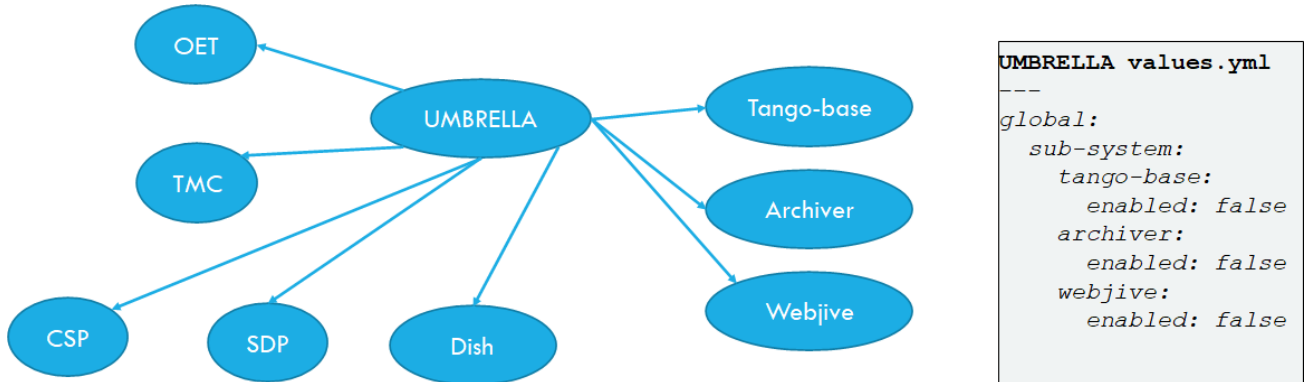 OET
UMBRELLA
Tango-base
TMC
Archiver
CSP
SDP
Dish
Webjive
UMBRELLA values.yml
---
global:
  sub-system:
    tango-base:
      enabled: false
    archiver:
      enabled: false
    webjive:
      enabled: false